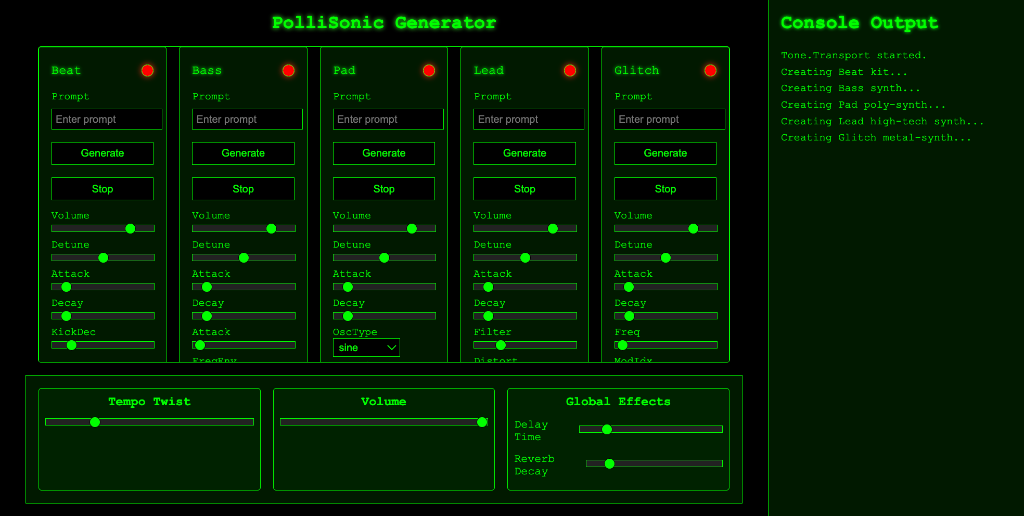 PolliSonic Generator
Beat
Prompt
Enter prompt
Generate
Stop
Volume
Detune
Attack
Decay
KickDec
Bass
Prompt
Enter prompt
Generate
Stop
Volume
Detune
Attack
Decay
Attack
FreqEnv
Pad
Prompt
Enter prompt
Generate
Stop
Volume
Detune
Attack
Decay
OscType
sine
Lead
Prompt
Enter prompt
Generate
Stop
Volume
Detune
Attack
Decay
Filter
Distort
Glitch
Prompt
Enter prompt
Generate
Stop
Volume
Detune
Attack
Decay
Freq
ModIdx
Tempo Twist
Volume
Global Effects
Delay
Time
Reverb
Decay
Console Output
Tone.Transport started.
Creating Beat kit...
Creating Bass synth...
Creating Pad poly-synth...
Creating Lead high-tech synth...
Creating Glitch metal-synth...